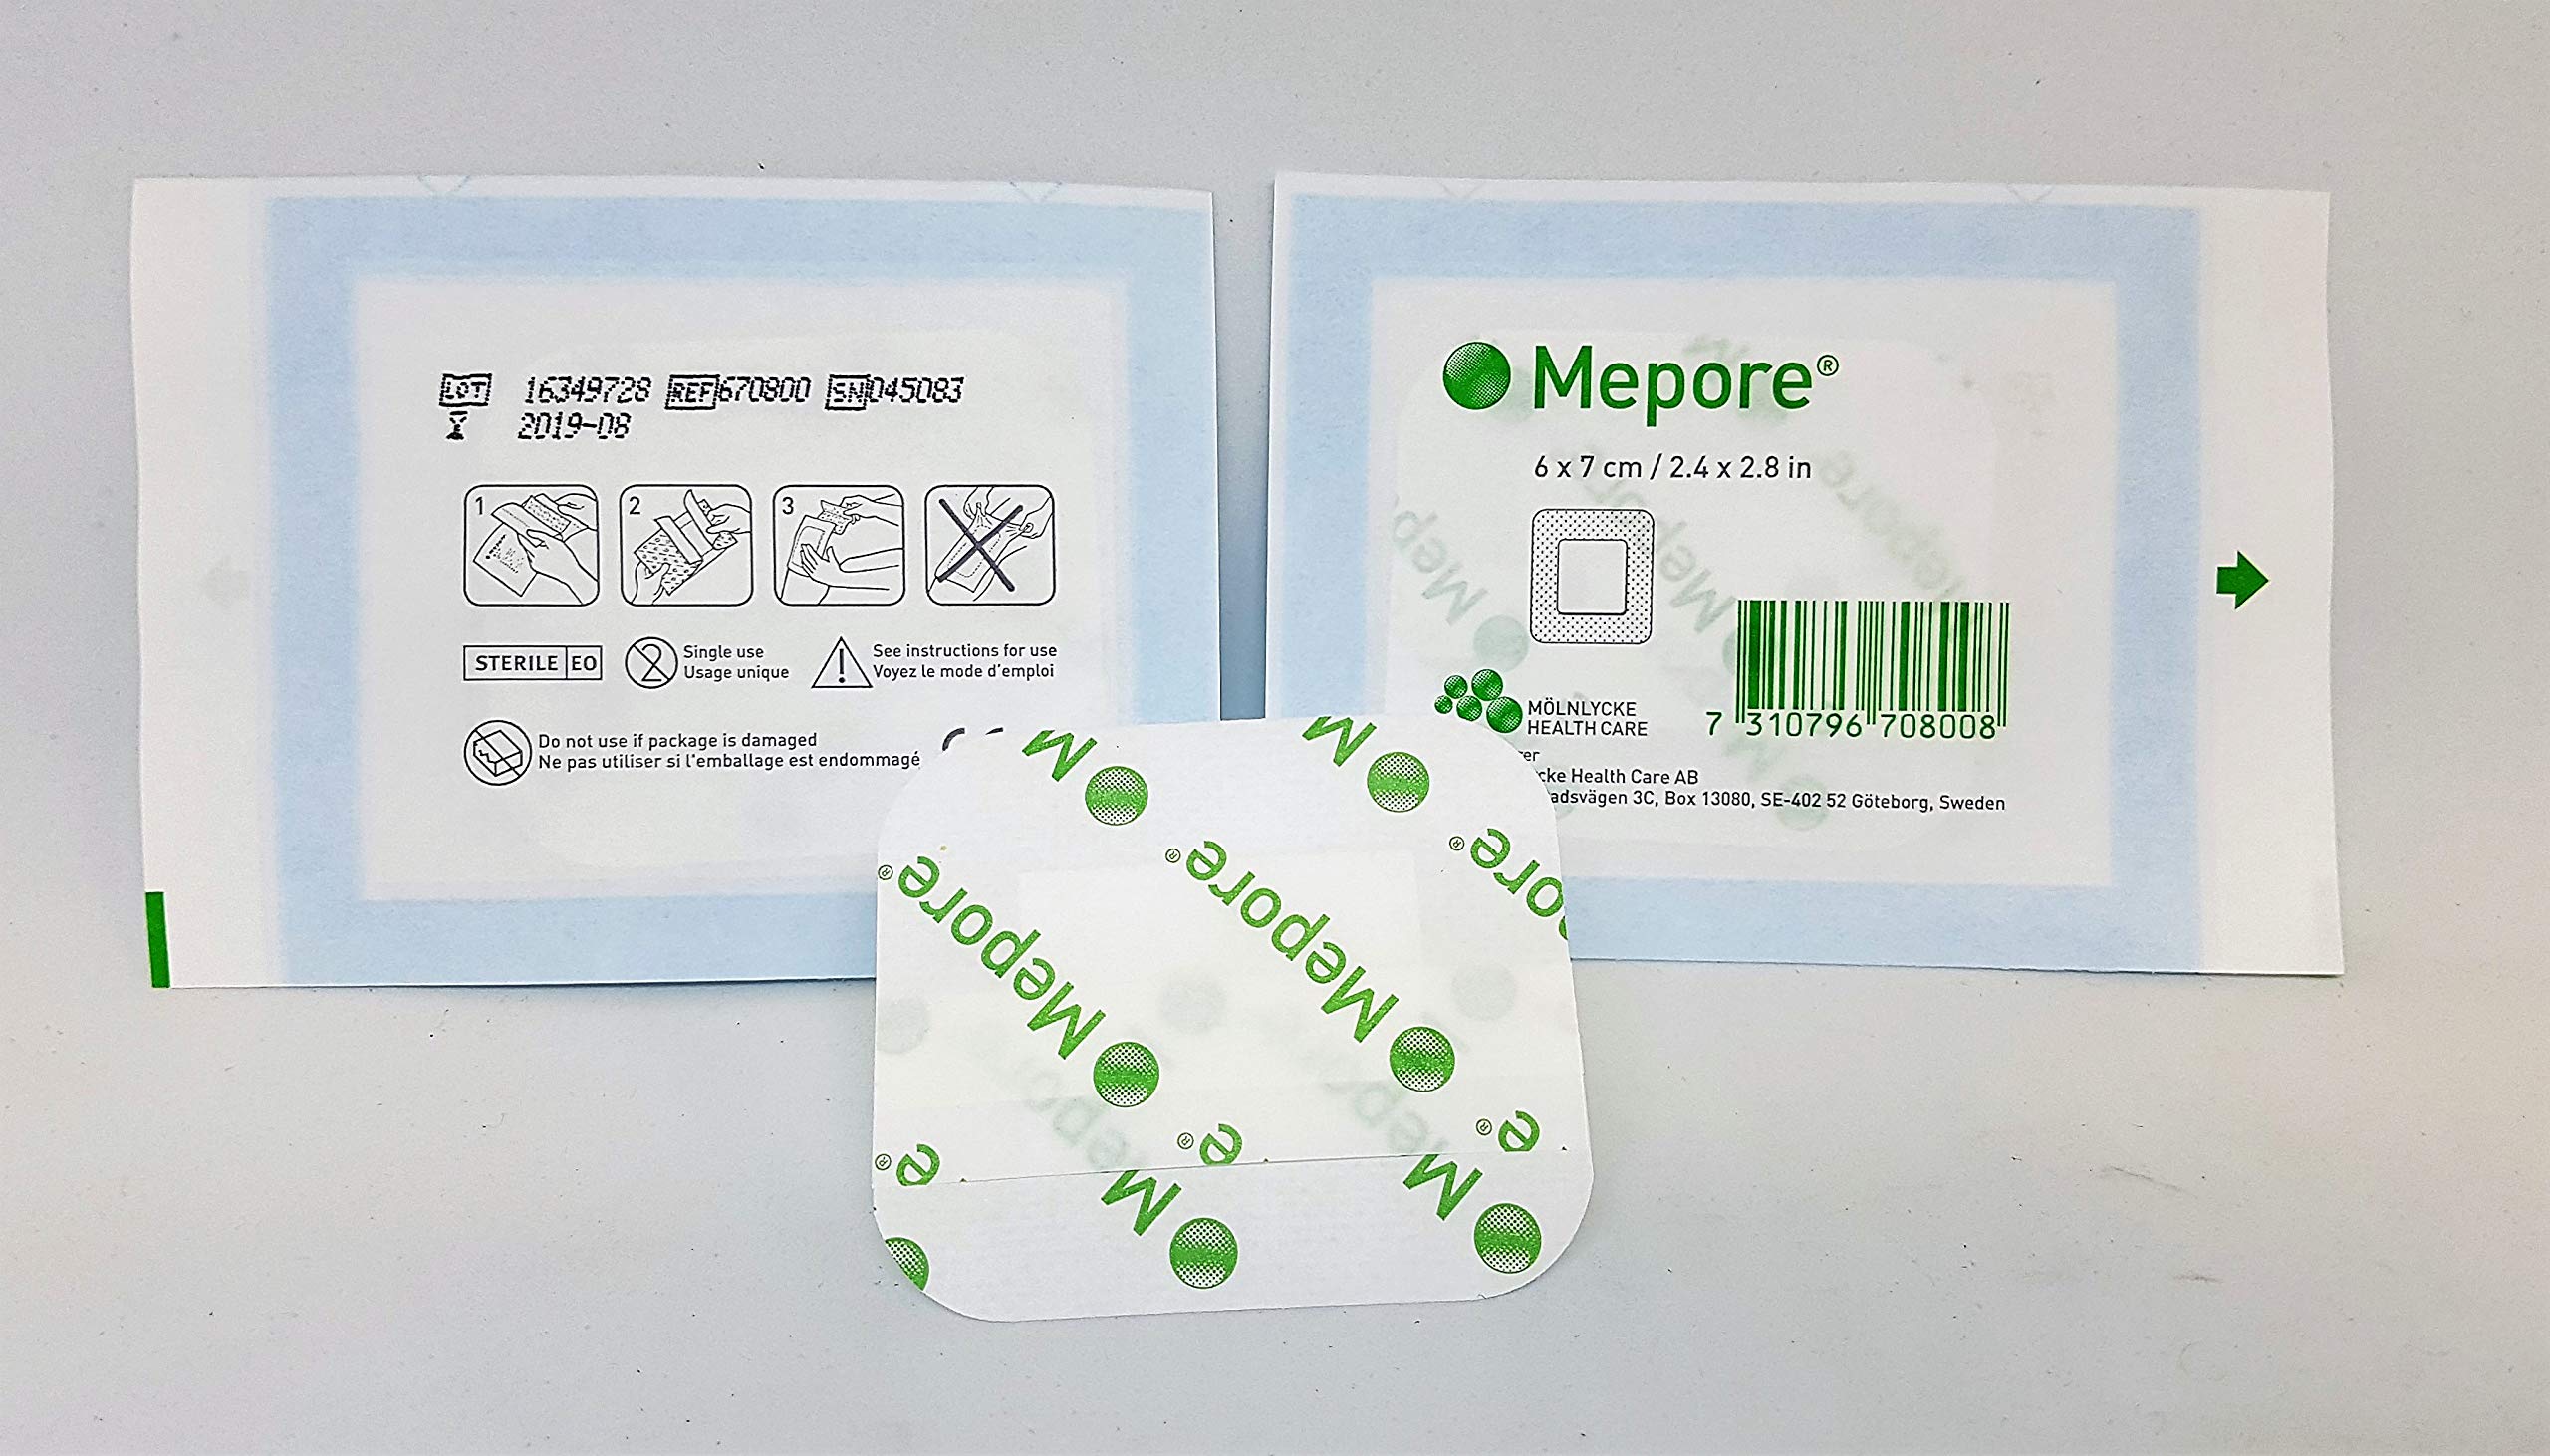 LOT 16349728 REF 670800 SN 045083
2019-08
1 2 3
STERILE EO
Single use
Usage unique
See instructions for use
Voyez le mode d'emploi
Do not use if package is damaged
Ne pas utiliser si l'emballage est endommagé
Mepore®
6 x 7 cm / 2.4 x 2.8 in
MÖLNLYCKE
HEALTH CARE
7 310796 708008
er
cke Health Care AB
adsvägen 3C, Box 13080, SE-402 52 Göteborg, Sweden
M
M
Mepore®
Mepore®
ore®
e®
e®
e®
M
M